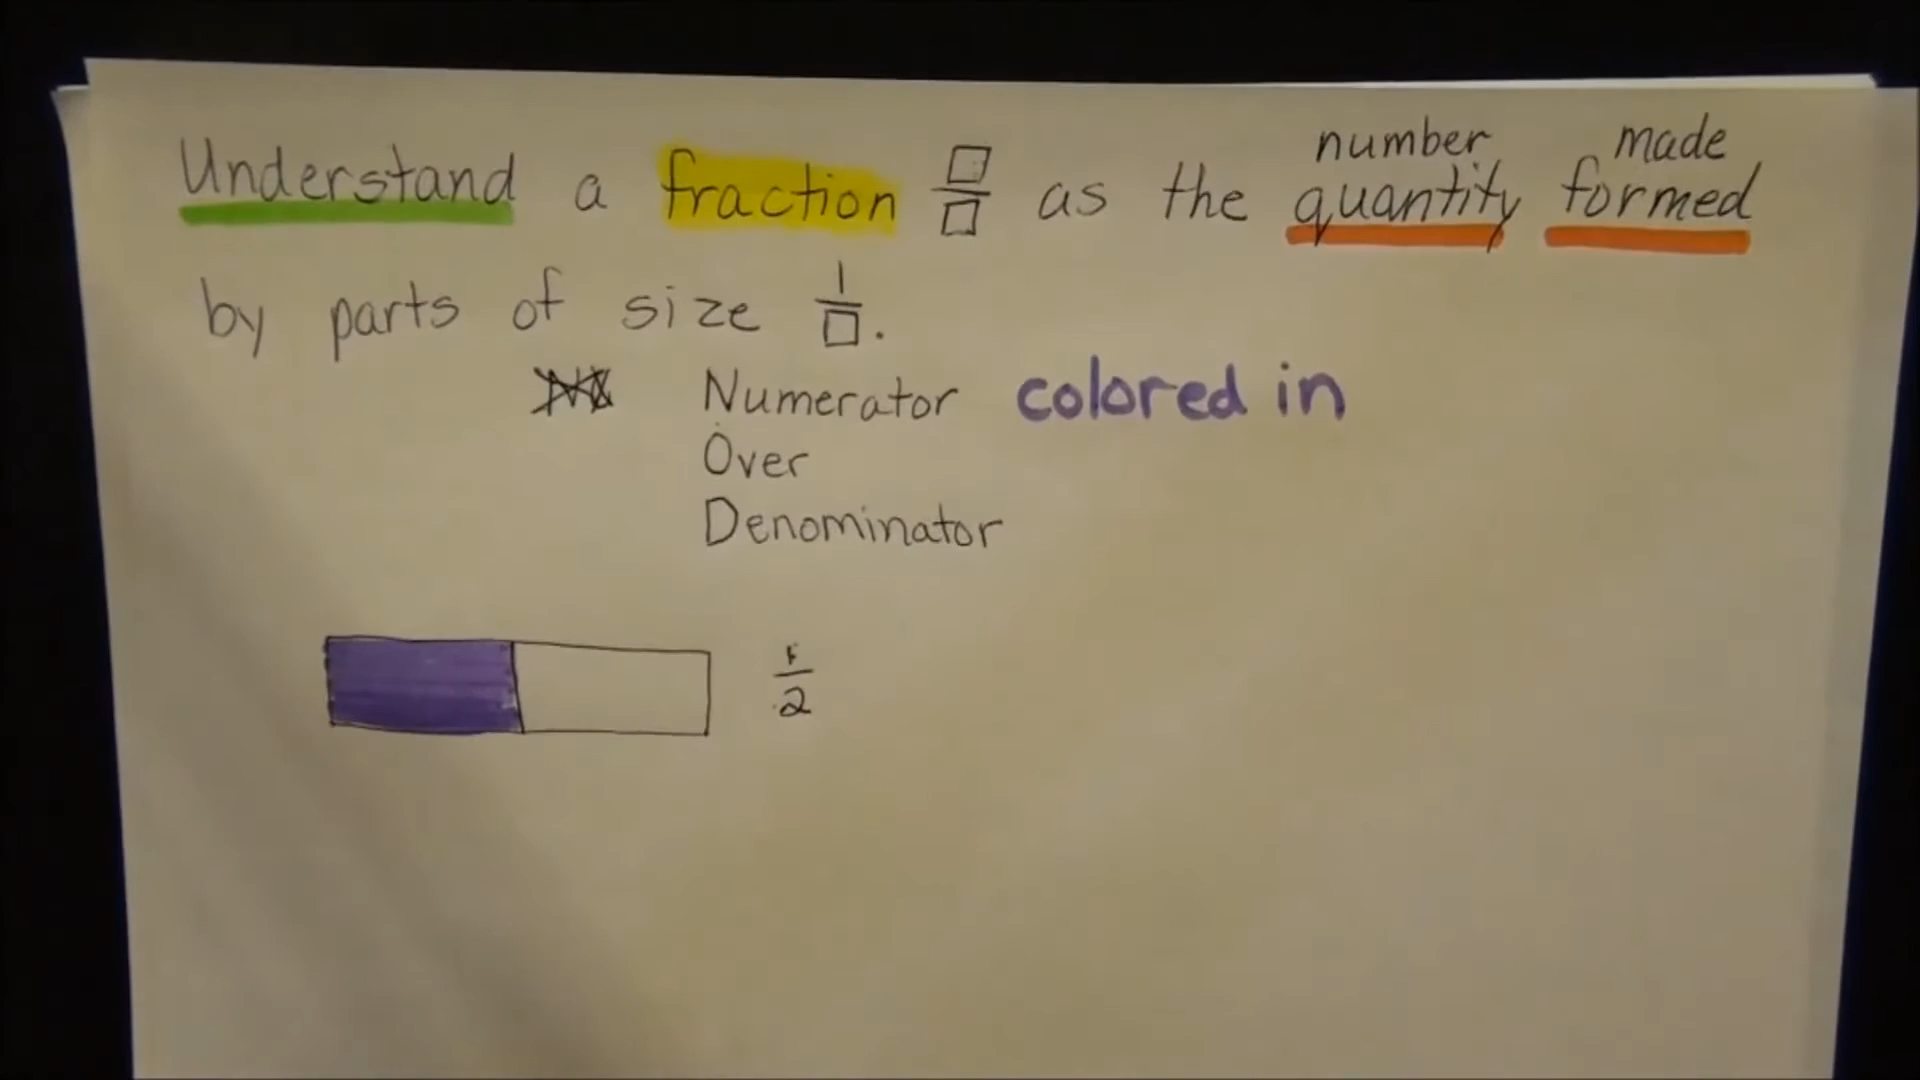 number made
Understand a fraction □/□ as the quantity formed
by parts of size 1/□.
Numerator colored in
Over
Denominator
1/2